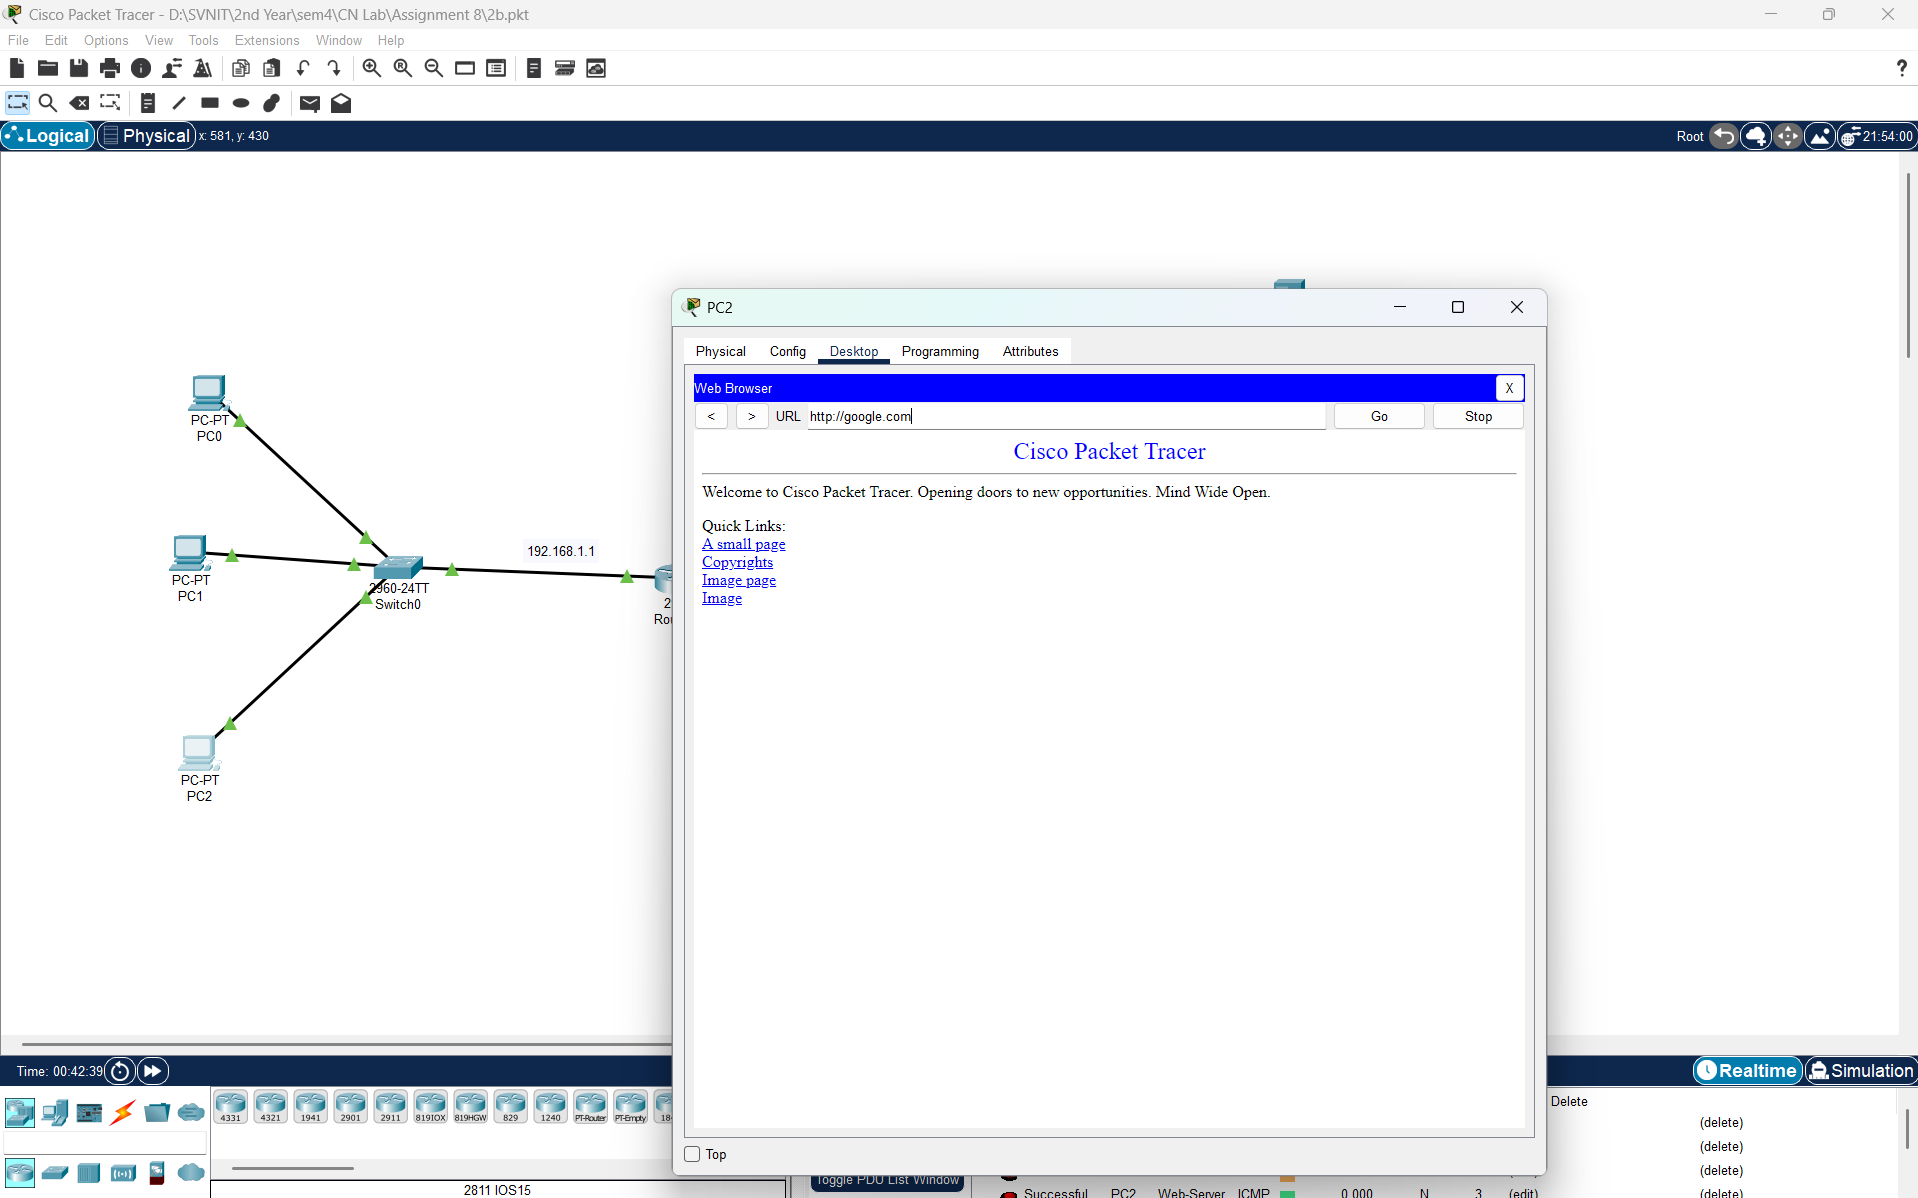 Cisco Packet Tracer - D:\SVNIT\2nd Year\sem4\CN Lab\Assignment 8\2b.pkt
File Edit Options View Tools Extensions Window Help
?
Logical Physical x: 581, y: 430 Root 21:54:00
PC2
Physical Config Desktop Programming Attributes
Web Browser X
< > URL http://google.com Go Stop
Cisco Packet Tracer
Welcome to Cisco Packet Tracer. Opening doors to new opportunities. Mind Wide Open.
Quick Links:
A small page
Copyrights
Image page
Image
Top
PC-PT
PC0
PC-PT
PC1
2960-24TT
Switch0
192.168.1.1
2
Rou
PC-PT
PC2
Time: 00:42:39 Realtime Simulation
4331 4321 1941 2901 2911 819IOX 819HGW 829 1240 PT-Router PT-Empty 18
2811 IOS15
Toggle PDU List Window
Delete
(delete)
(delete)
(delete)
Successful PC2 Web-Server ICMP 0.000 N 3 (edit) (delete)